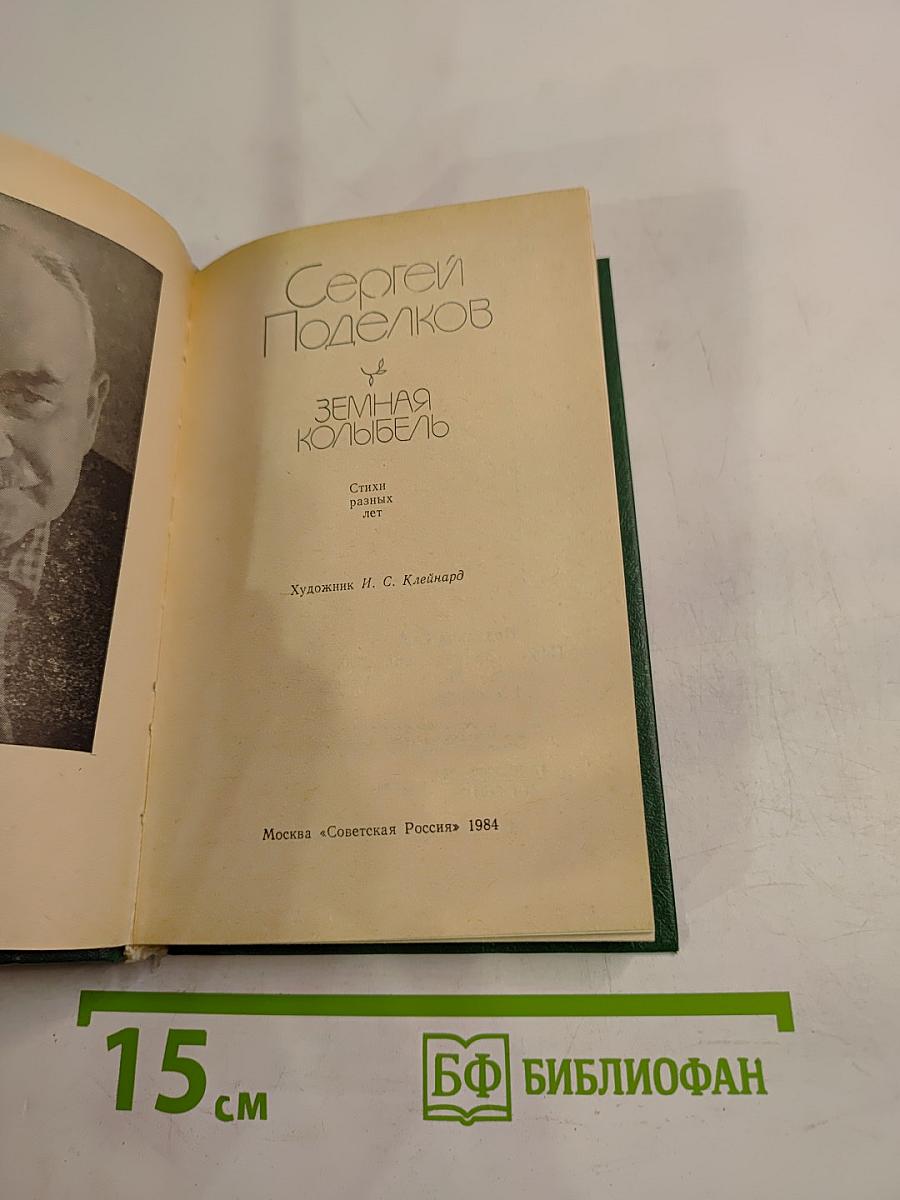 Сергей
Поделков
ЗЕМНАЯ
КОЛЫБЕЛЬ
Стихи
разных
лет
Художник И. С. Клейнард
Москва «Советская Россия» 1984
15 см
БФ БИБЛИОФАН